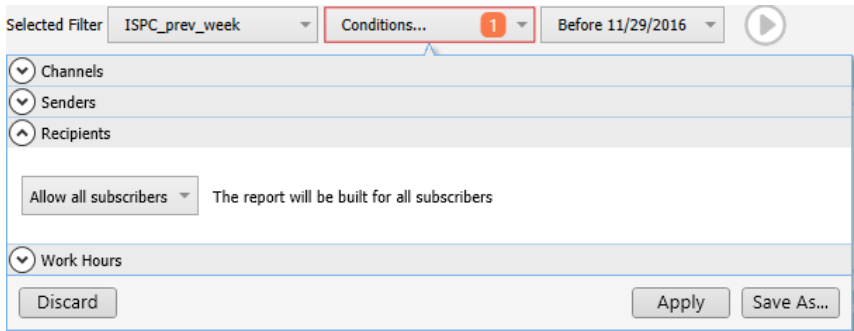 Selected Filter ISPC_prev_week Conditions... 1 Before 11/29/2016
Channels
Senders
Recipients
Allow all subscribers The report will be built for all subscribers
Work Hours
Discard Apply Save As...